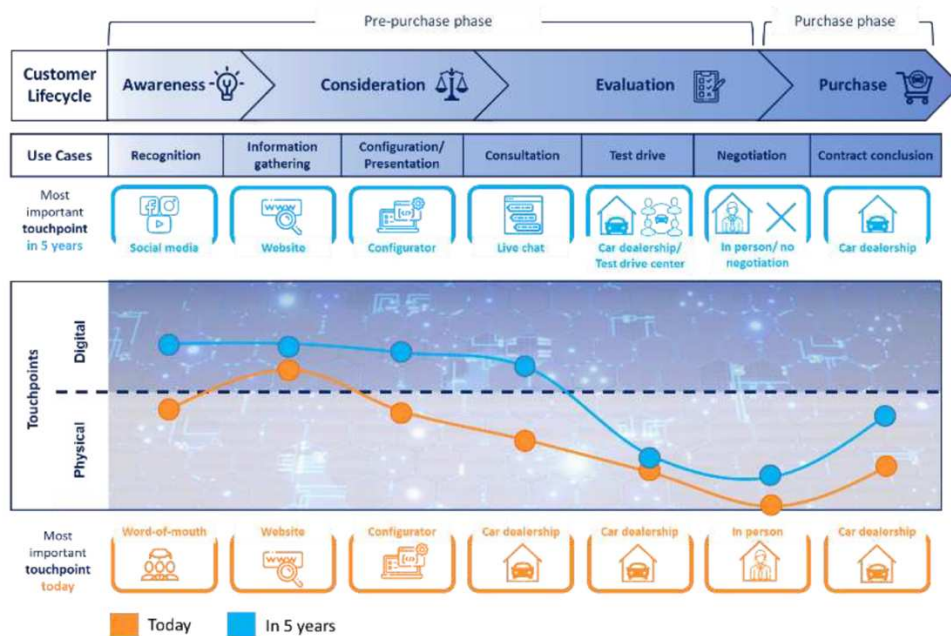 Pre-purchase phase
Purchase phase
Customer
Lifecycle
Awareness
Consideration
Evaluation
Purchase
Use Cases
Recognition
Information
gathering
Configuration/
Presentation
Consultation
Test drive
Negotiation
Contract conclusion
Most
important
touchpoint
in 5 years
Social media
www
Website
</>
Configurator
Live chat
Car dealership/
Test drive center
In person/ no
negotiation
Car dealership
Touchpoints
Digital
Physical
Most
important
touchpoint
today
Word-of-mouth
Website
www
Configurator
</>
Car dealership
Car dealership
In person
Car dealership
Today
In 5 years